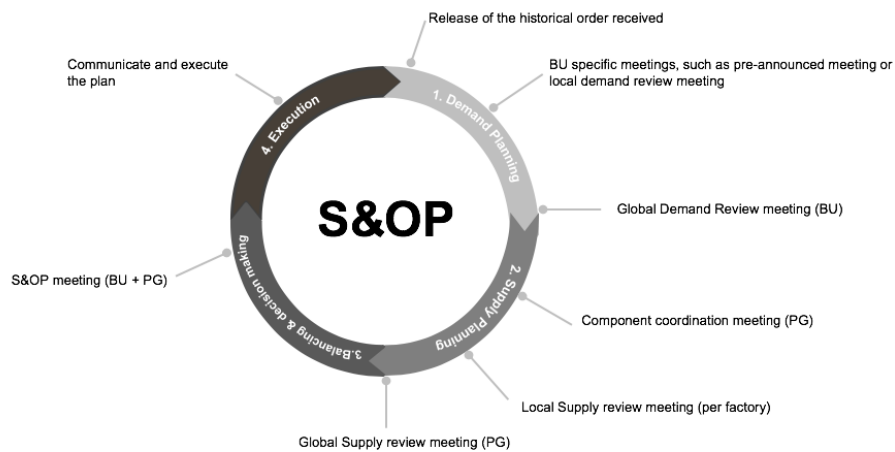 Release of the historical order received
Communicate and execute
the plan
BU specific meetings, such as pre-announced meeting or
local demand review meeting
4. Execution
1. Demand Planning
S&OP
Global Demand Review meeting (BU)
S&OP meeting (BU + PG)
3.Balancing & decision making
2. Supply Planning
Component coordination meeting (PG)
Local Supply review meeting (per factory)
Global Supply review meeting (PG)